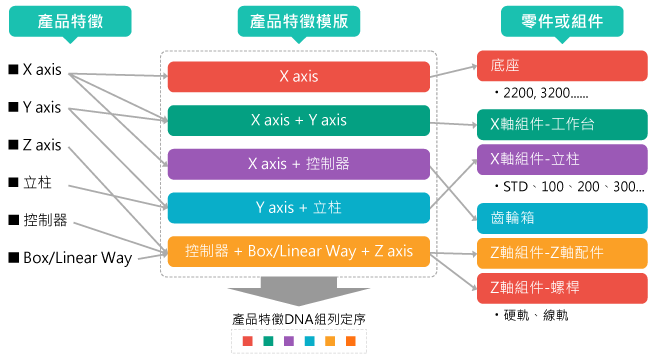 產品特徵
產品特徵模版
零件或組件
■ X axis
■ Y axis
■ Z axis
■ 立柱
■ 控制器
■ Box/Linear Way
X axis
X axis + Y axis
X axis + 控制器
Y axis + 立柱
控制器 + Box/Linear Way + Z axis
底座
• 2200, 3200......
X軸組件-工作台
X軸組件-立柱
• STD、100、200、300...
齒輪箱
Z軸組件-Z軸配件
Z軸組件-螺桿
• 硬軌、線軌
產品特徵DNA組列定序